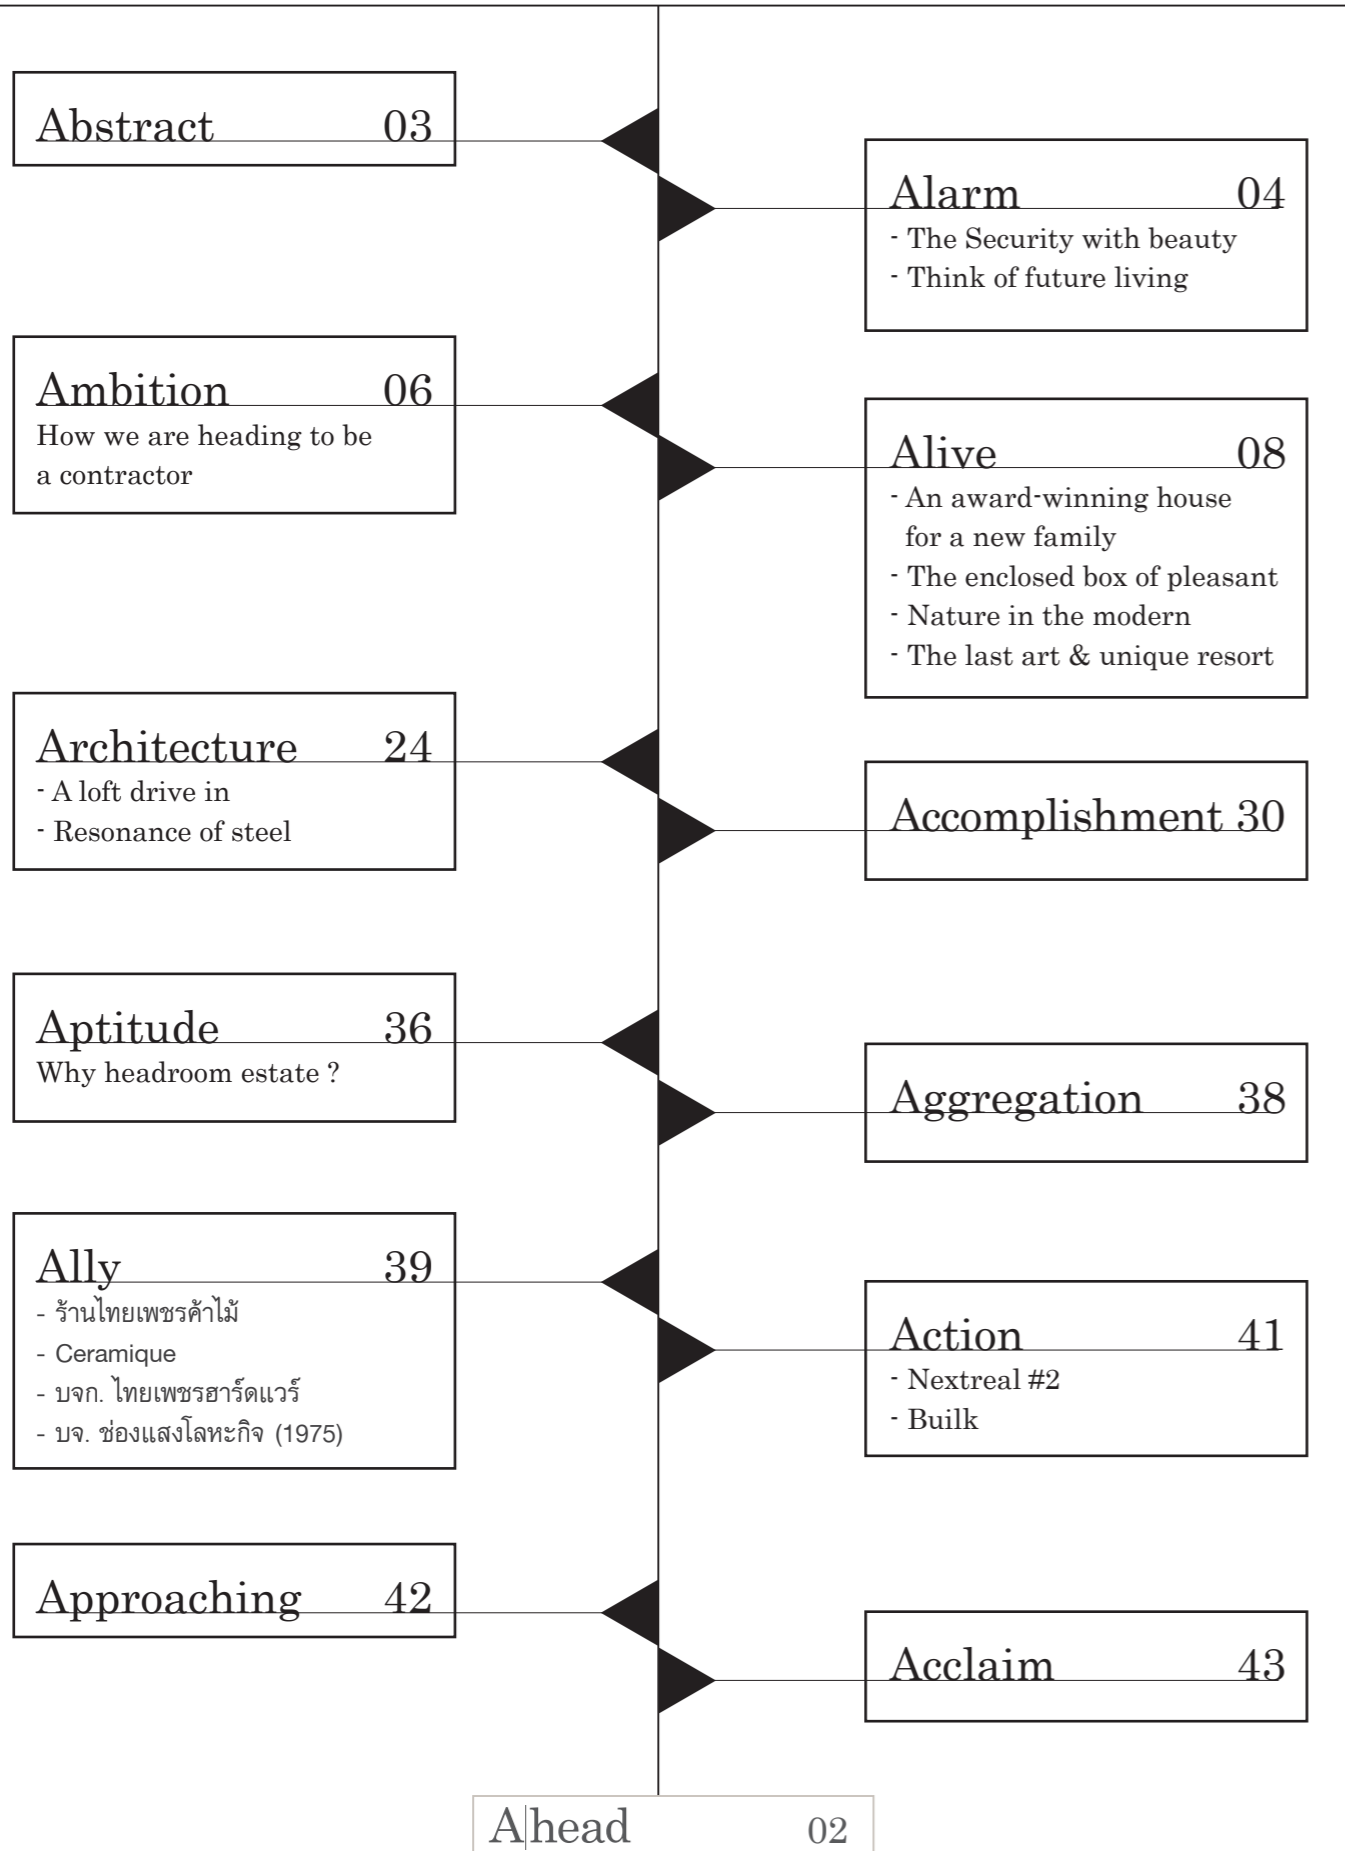 Abstract 03
Alarm 04
- The Security with beauty
- Think of future living
Ambition 06
How we are heading to be
a contractor
Alive 08
- An award-winning house
for a new family
- The enclosed box of pleasant
- Nature in the modern
- The last art & unique resort
Architecture 24
- A loft drive in
- Resonance of steel
Accomplishment 30
Aptitude 36
Why headroom estate ?
Aggregation 38
Ally 39
- ร้านไทยเพชรค้าไม้
- Ceramique
- บจก. ไทยเพชรฮาร์ดแวร์
- บจ. ช่องแสงโลหะกิจ (1975)
Action 41
- Nextreal #2
- Builk
Approaching 42
Acclaim 43
A|head 02